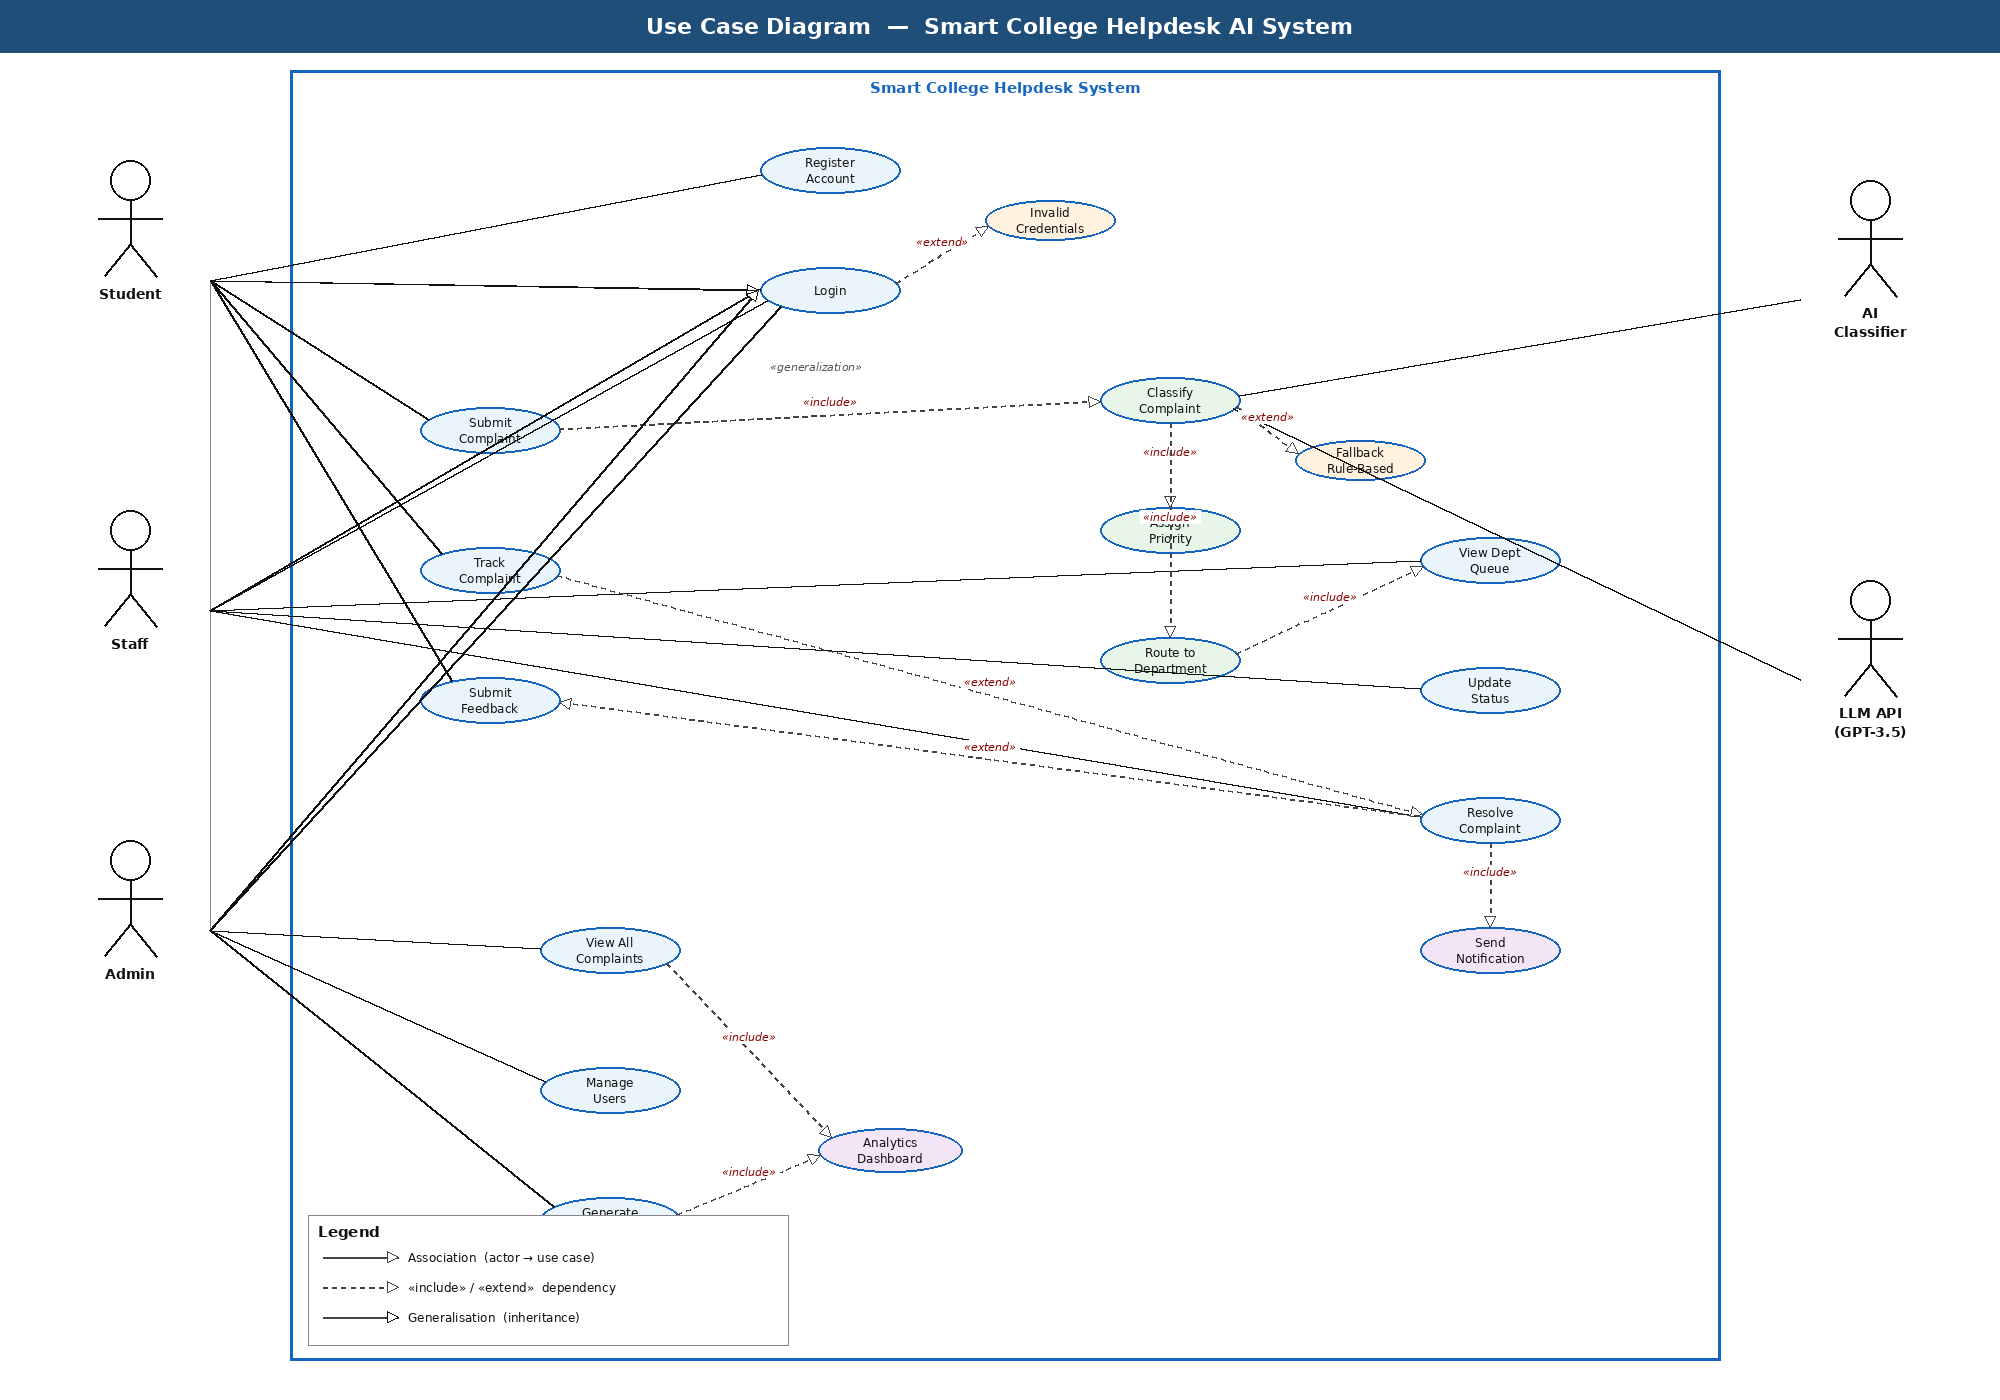 Use Case Diagram — Smart College Helpdesk AI System
Smart College Helpdesk System
Register
Account
Invalid
Credentials
«extend»
Login
Student
AI
Classifier
«generalization»
«include»
Classify
Complaint
«extend»
Submit
Complaint
«include»
Fallback
Rule-Based
«include»
Assign
Priority
View Dept
Queue
Track
Complaint
«include»
Staff
Route to
Department
«extend»
Update
Status
Submit
Feedback
LLM API
(GPT-3.5)
«extend»
Resolve
Complaint
«include»
Send
Notification
Admin
View All
Complaints
«include»
Manage
Users
Analytics
Dashboard
«include»
Generate
Legend
Association (actor → use case)
«include» / «extend» dependency
Generalisation (inheritance)